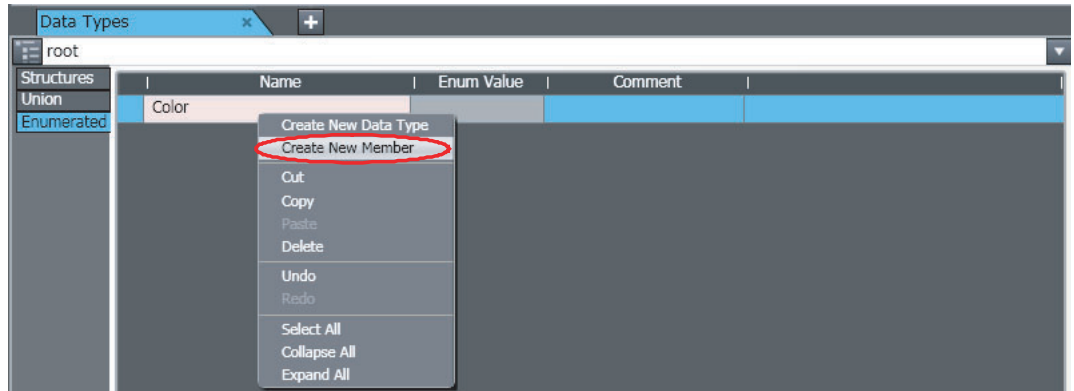 Data Types × +
root
Structures
Union
Enumerated
Name Enum Value Comment
Color
Create New Data Type
Create New Member
Cut
Copy
Paste
Delete
Undo
Redo
Select All
Collapse All
Expand All